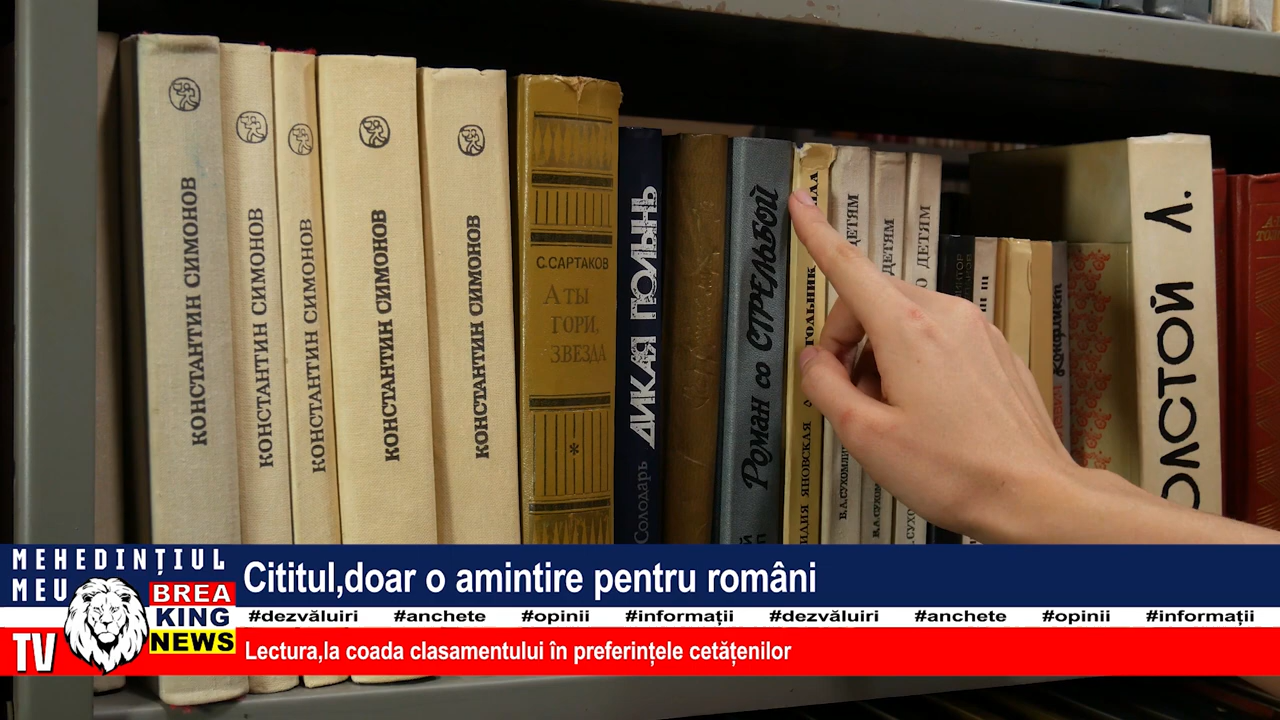 КОНСТАНТИН СИМОНОВ
КОНСТАНТИН СИМОНОВ
КОНСТАНТИН СИМОНОВ
КОНСТАНТИН СИМОНОВ
КОНСТАНТИН СИМОНОВ
С. САРТАКОВ
А ТЫ
ГОРИ,
ЗВЕЗДА
Солодарь
ДИКАЯ ПОЛЫНЬ
Роман со СТРЕЛЬБОЙ
ЯНОВСКАЯ
ДЕТЯМ
ДЕТЯМ
О ДЕТЯМ
Конфликт
ОЛСТОЙ Л.
MEHEDINȚIUL
MEU
TV
BREA
KING
NEWS
Cititul,doar o amintire pentru români
#dezvăluiri #anchete #opinii #informații #dezvăluiri #anchete #opinii #informații
Lectura,la coada clasamentului în preferințele cetățenilor